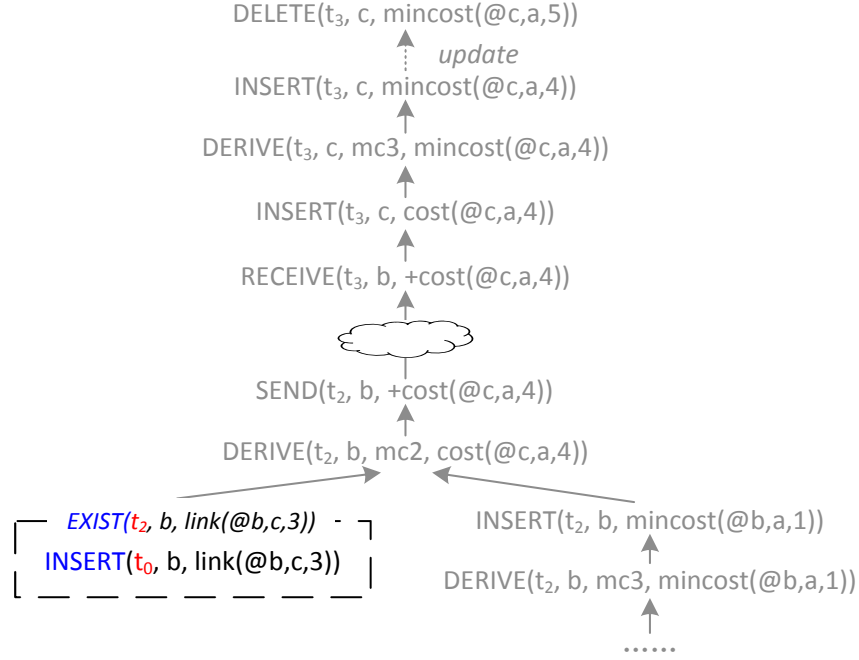 DELETE(t₃, c, mincost(@c,a,5))
update
INSERT(t₃, c, mincost(@c,a,4))
DERIVE(t₃, c, mc3, mincost(@c,a,4))
INSERT(t₃, c, cost(@c,a,4))
RECEIVE(t₃, b, +cost(@c,a,4))
SEND(t₂, b, +cost(@c,a,4))
DERIVE(t₂, b, mc2, cost(@c,a,4))
EXIST(t₂, b, link(@b,c,3))
INSERT(t₀, b, link(@b,c,3))
INSERT(t₂, b, mincost(@b,a,1))
DERIVE(t₂, b, mc3, mincost(@b,a,1))
......